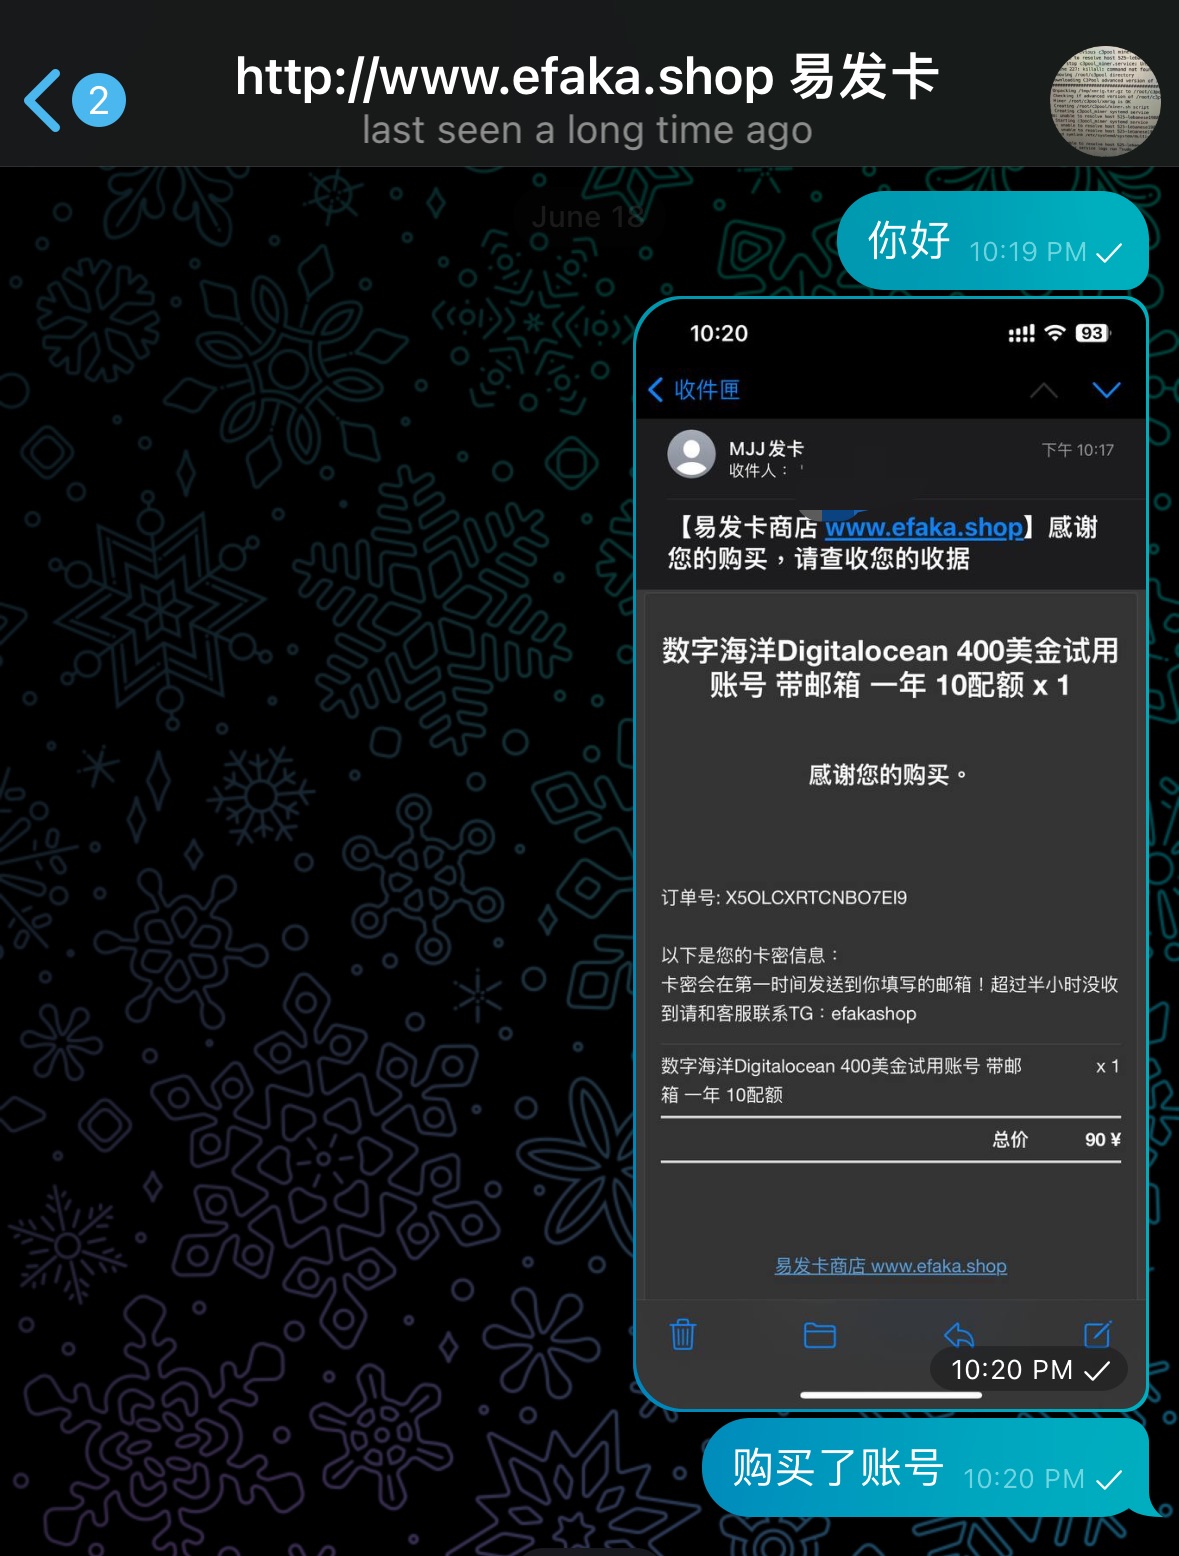 2
http://www.efaka.shop 易发卡
last seen a long time ago
June 18
你好 10:19 PM
10:20
93
收件匣
MJJ发卡
下午 10:17
收件人：
【易发卡商店 www.efaka.shop】感谢
您的购买，请查收您的收据
数字海洋Digitalocean 400美金试用
账号 带邮箱 一年 10配额 x 1
感谢您的购买。
订单号: X5OLCXRTCNBO7EI9
以下是您的卡密信息：
卡密会在第一时间发送到你填写的邮箱！超过半小时没收
到请和客服联系TG：efakashop
数字海洋Digitalocean 400美金试用账号 带邮 x 1
箱 一年 10配额
总价 90 ¥
易发卡商店 www.efaka.shop
10:20 PM
购买了账号 10:20 PM